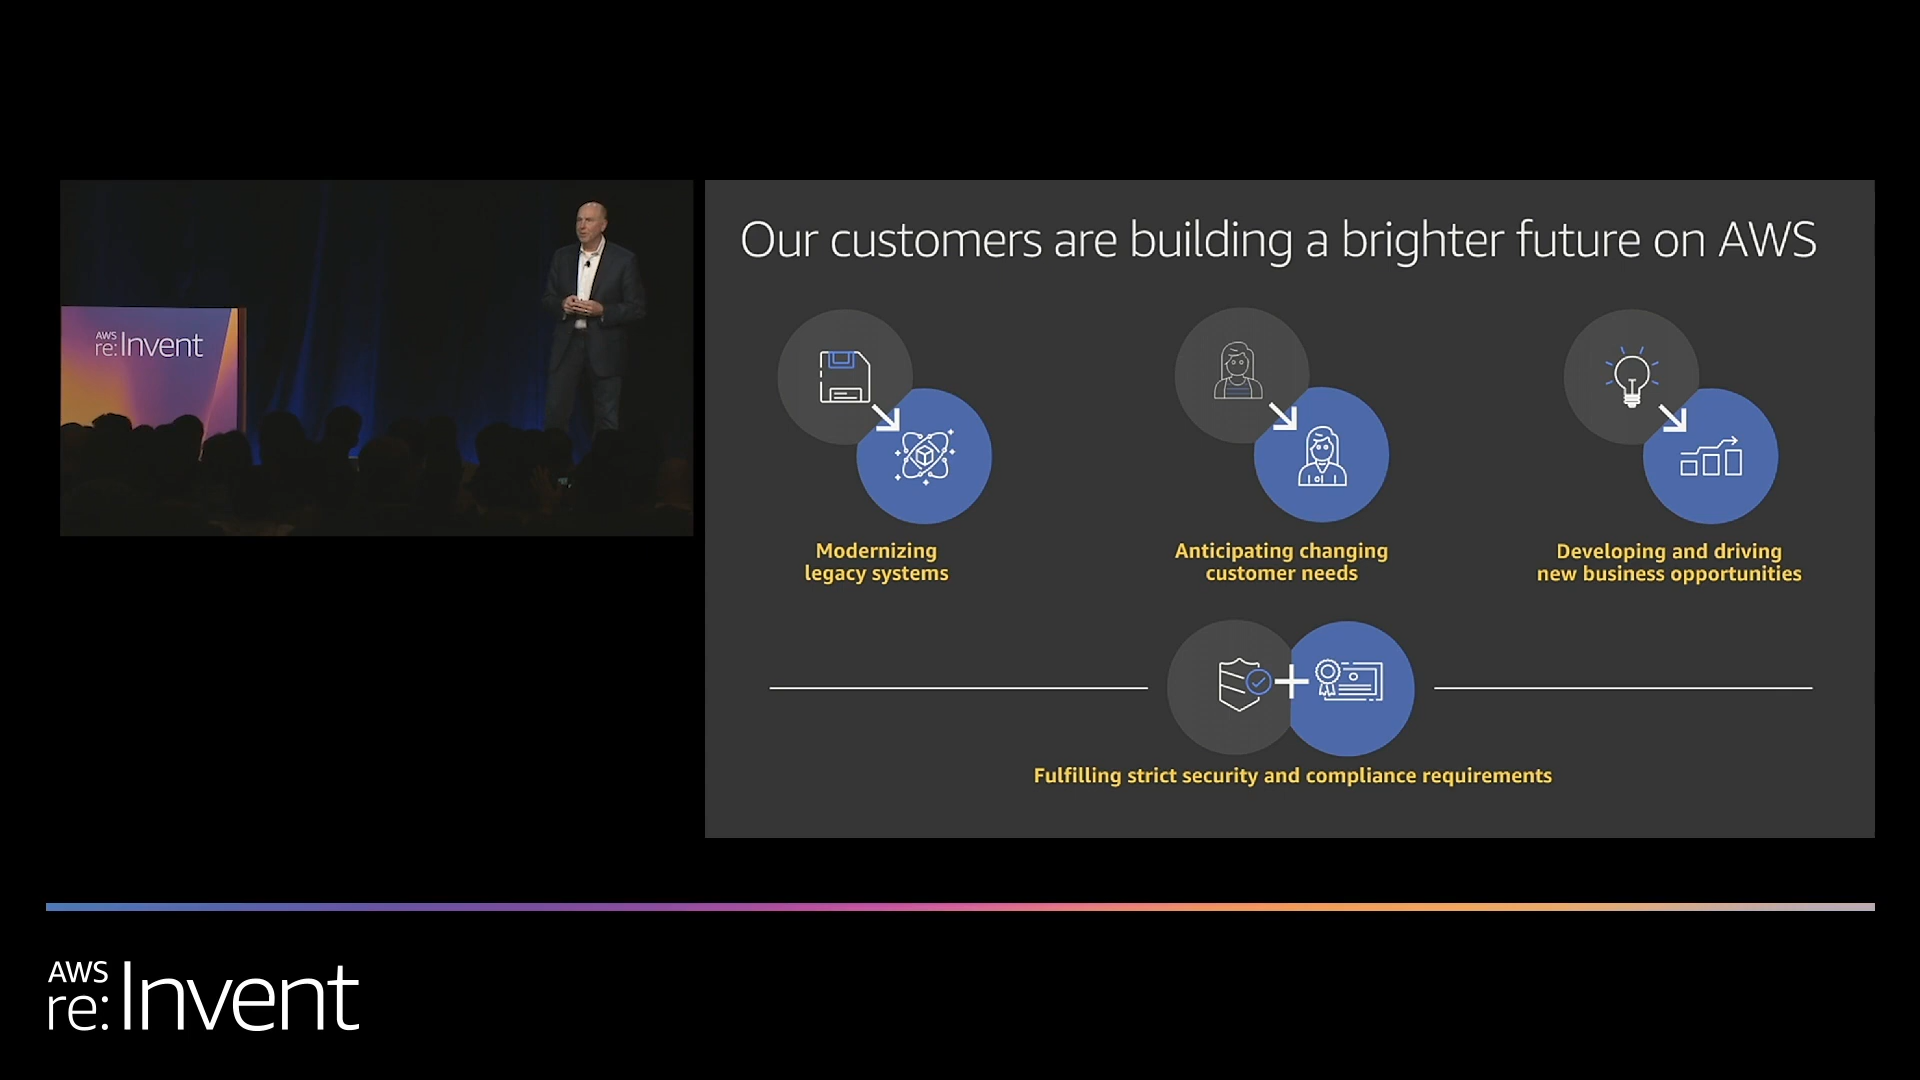 AWS
re:Invent
Our customers are building a brighter future on AWS
Modernizing
legacy systems
Anticipating changing
customer needs
Developing and driving
new business opportunities
Fulfilling strict security and compliance requirements
AWS
re:Invent